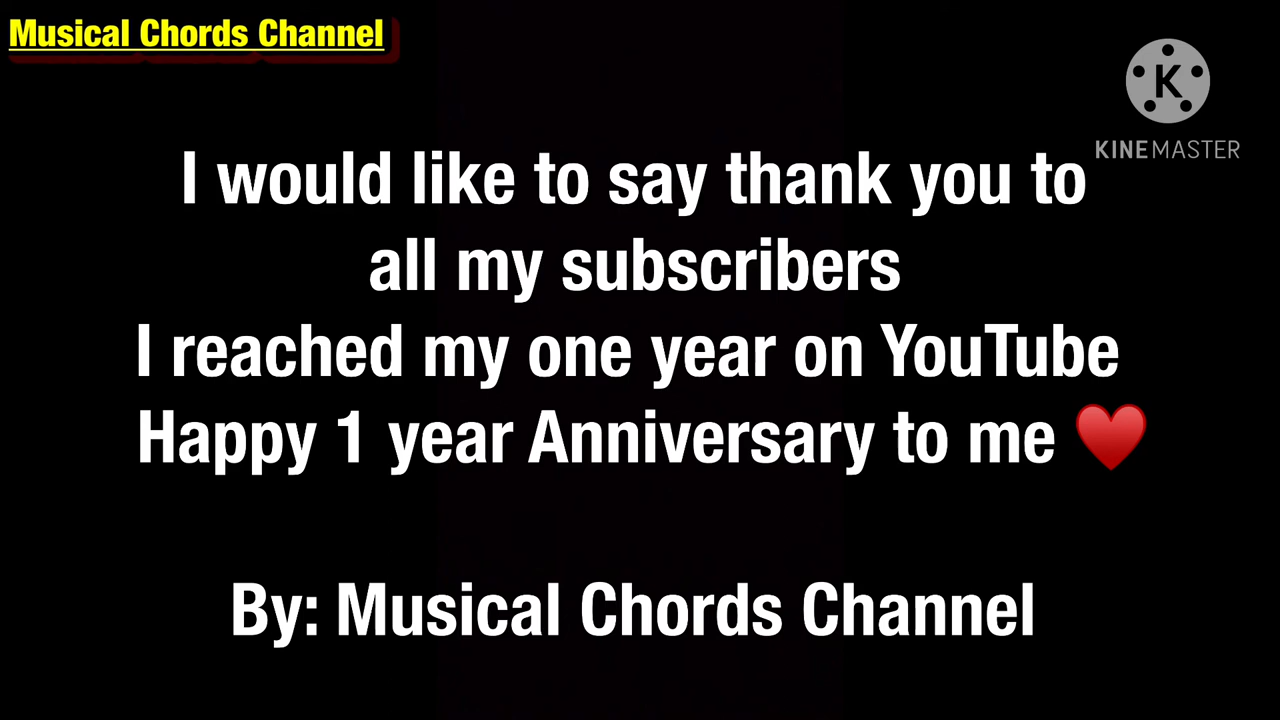 Musical Chords Channel
K
KINEMASTER
I would like to say thank you to
all my subscribers
I reached my one year on YouTube
Happy 1 year Anniversary to me ♥️
By: Musical Chords Channel